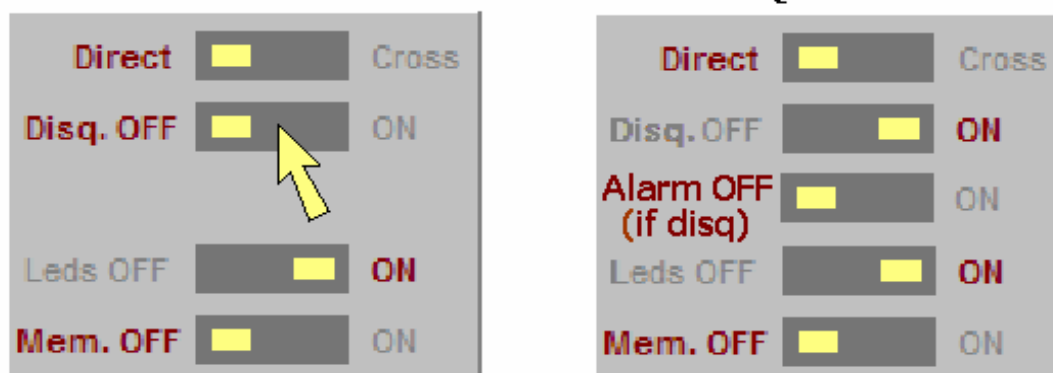 Direct Cross
Disq. OFF ON
Leds OFF ON
Mem. OFF ON
Direct Cross
Disq. OFF ON
Alarm OFF ON
(if disq)
Leds OFF ON
Mem. OFF ON